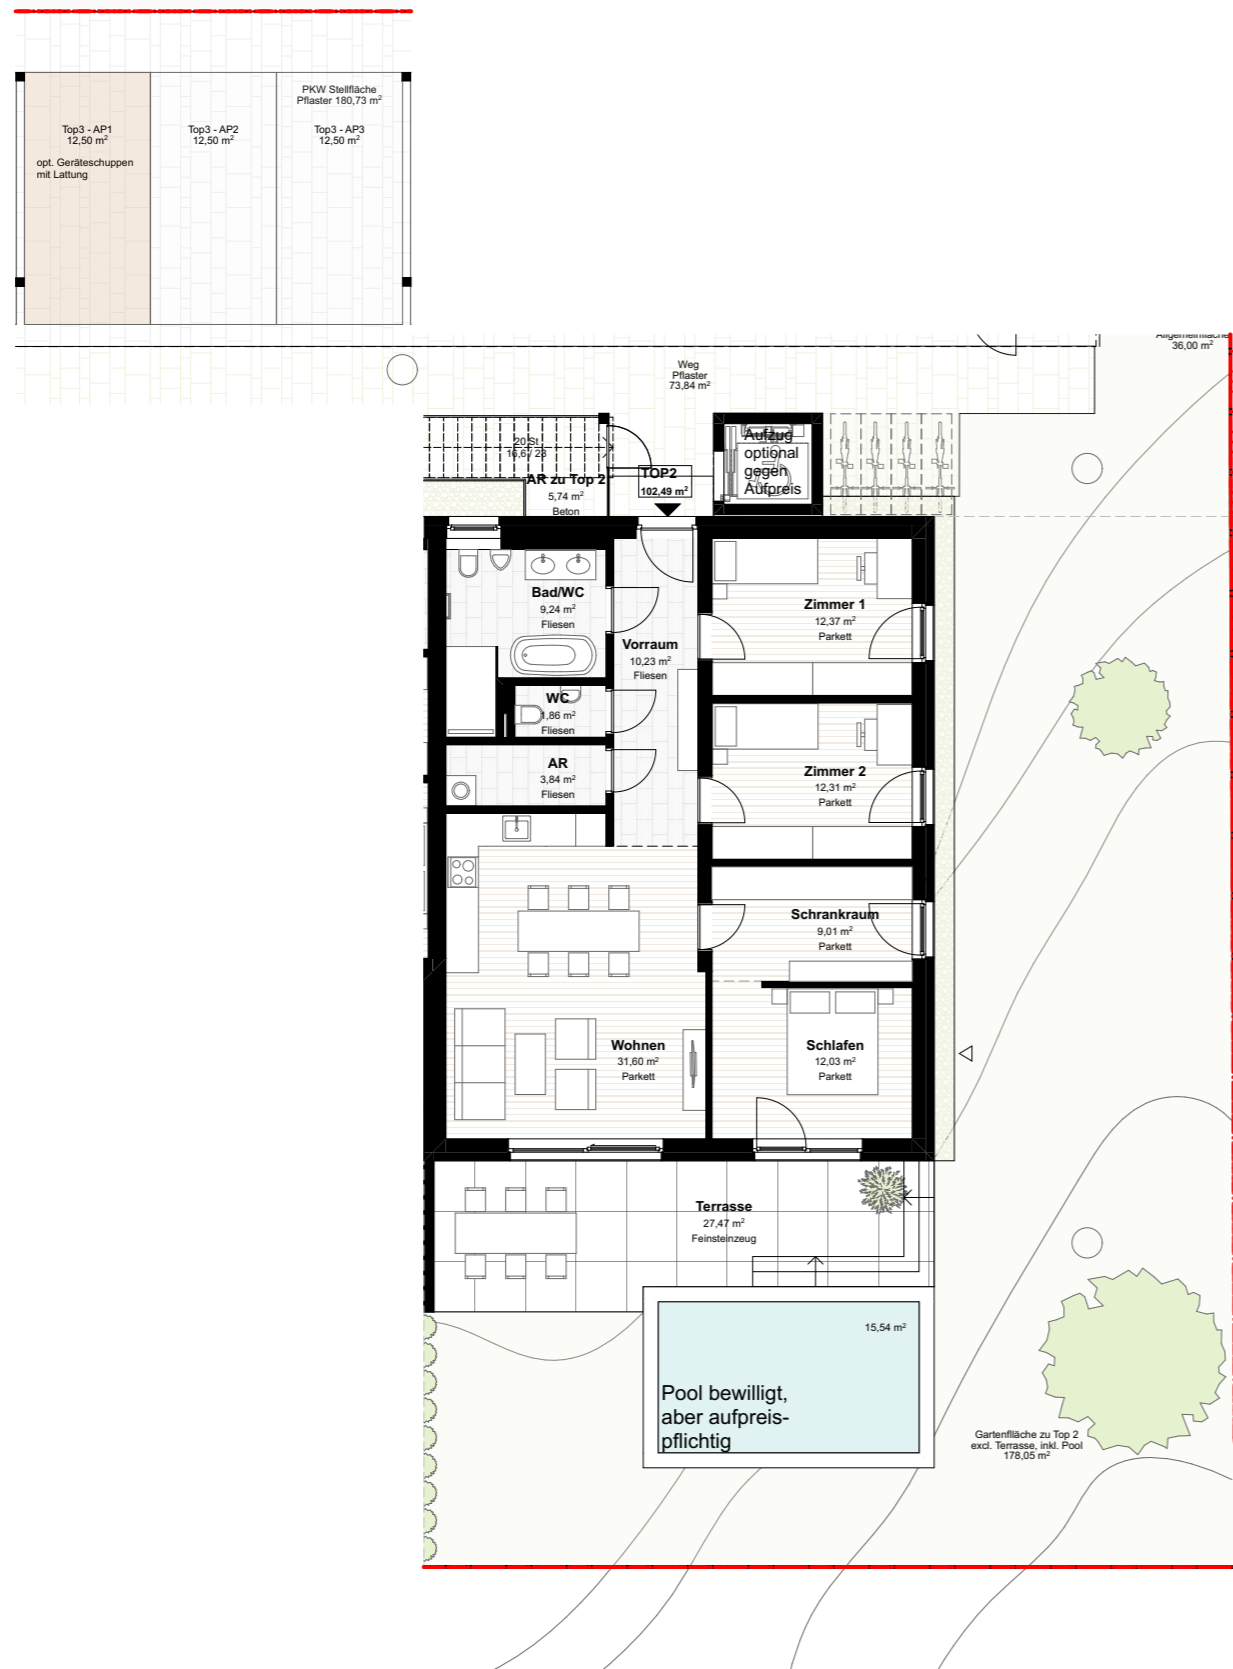 PKW Stellfläche
Pflaster 180,73 m²
Top3 - AP1
12,50 m²
opt. Geräteschuppen
mit Lattung
Top3 - AP2
12,50 m²
Top3 - AP3
12,50 m²
Allgemeinfläche
36,00 m²
Weg
Pflaster
73,84 m²
20 St
16,6 / 28
AR zu Top 2
5,74 m²
Beton
TOP2
102,49 m²
Aufzug
optional
gegen
Aufpreis
Bad/WC
9,24 m²
Fliesen
Vorraum
10,23 m²
Fliesen
Zimmer 1
12,37 m²
Parkett
WC
1,86 m²
Fliesen
AR
3,84 m²
Fliesen
Zimmer 2
12,31 m²
Parkett
Schrankraum
9,01 m²
Parkett
Wohnen
31,60 m²
Parkett
Schlafen
12,03 m²
Parkett
Terrasse
27,47 m²
Feinsteinzeug
15,54 m²
Pool bewilligt,
aber aufpreis-
pflichtig
Gartenflläche zu Top 2
excl. Terrasse, inkl. Pool
178,05 m²